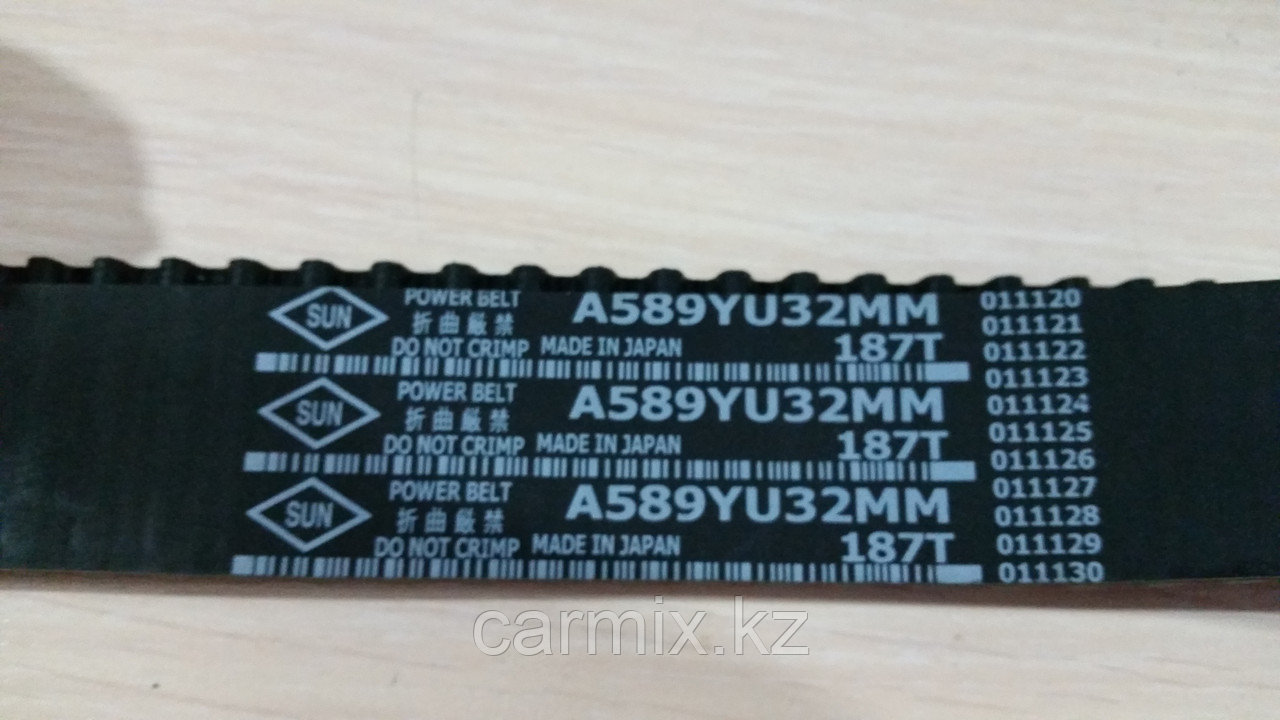 SUN POWER BELT A589YU32MM 011120
折曲厳禁 011121
DO NOT CRIMP MADE IN JAPAN 187T 011122
011123
SUN POWER BELT A589YU32MM 011124
折曲厳禁 011125
DO NOT CRIMP MADE IN JAPAN 187T 011126
011127
SUN POWER BELT A589YU32MM 011128
折曲厳禁 011129
DO NOT CRIMP MADE IN JAPAN 187T 011130
carmix.kz